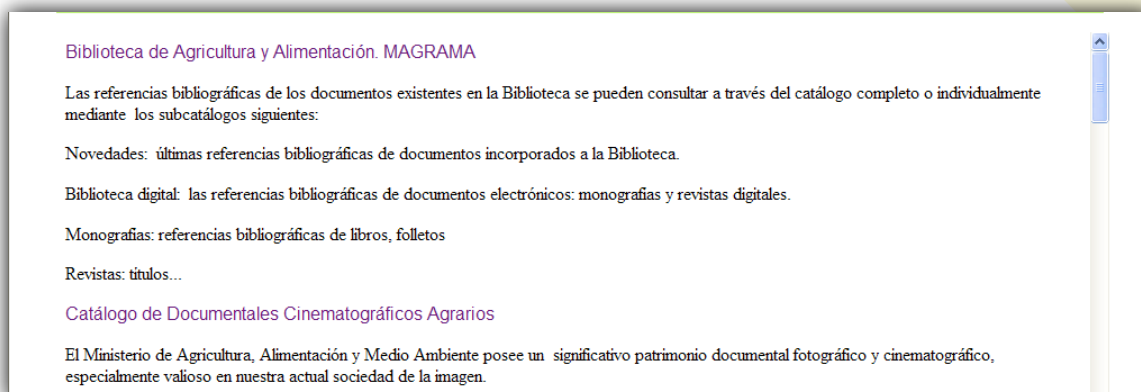 Biblioteca de Agricultura y Alimentación. MAGRAMA
Las referencias bibliográficas de los documentos existentes en la Biblioteca se pueden consultar a través del catálogo completo o individualmente
mediante los subcatálogos siguientes:
Novedades: últimas referencias bibliográficas de documentos incorporados a la Biblioteca.
Biblioteca digital: las referencias bibliográficas de documentos electrónicos: monografias y revistas digitales.
Monografias: referencias bibliográficas de libros, folletos
Revistas: titulos...
Catálogo de Documentales Cinematográficos Agrarios
El Ministerio de Agricultura, Alimentación y Medio Ambiente posee un significativo patrimonio documental fotográfico y cinematográfico,
especialmente valioso en nuestra actual sociedad de la imagen.